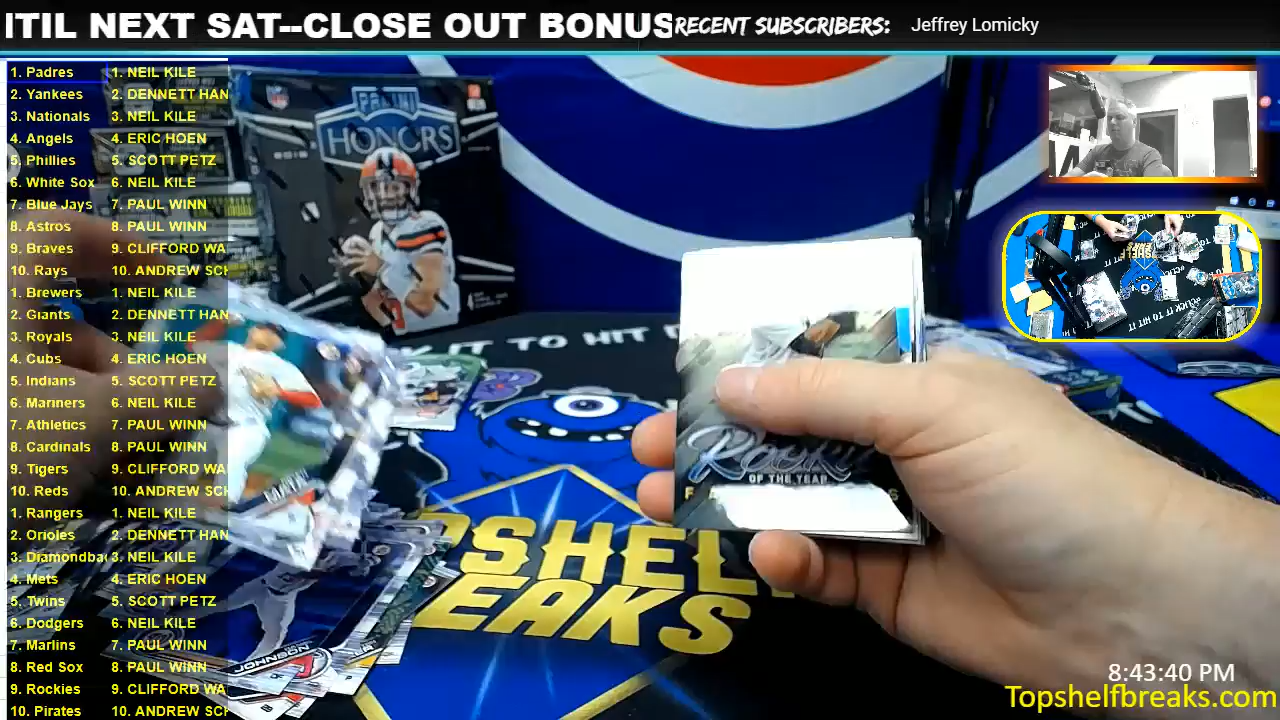 ITIL NEXT SAT--CLOSE OUT BONUS
RECENT SUBSCRIBERS: Jeffrey Lomicky
1. Padres 1. NEIL KILE
2. Yankees 2. DENNETT HAN
3. Nationals 3. NEIL KILE
4. Angels 4. ERIC HOEN
5. Phillies 5. SCOTT PETZ
6. White Sox 6. NEIL KILE
7. Blue Jays 7. PAUL WINN
8. Astros 8. PAUL WINN
9. Braves 9. CLIFFORD WA
10. Rays 10. ANDREW SCH
1. Brewers 1. NEIL KILE
2. Giants 2. DENNETT HAN
3. Royals 3. NEIL KILE
4. Cubs 4. ERIC HOEN
5. Indians 5. SCOTT PETZ
6. Mariners 6. NEIL KILE
7. Athletics 7. PAUL WINN
8. Cardinals 8. PAUL WINN
9. Tigers 9. CLIFFORD WA
10. Reds 10. ANDREW SCH
1. Rangers 1. NEIL KILE
2. Orioles 2. DENNETT HAN
3. Diamondba 3. NEIL KILE
4. Mets 4. ERIC HOEN
5. Twins 5. SCOTT PETZ
6. Dodgers 6. NEIL KILE
7. Marlins 7. PAUL WINN
8. Red Sox 8. PAUL WINN
9. Rockies 9. CLIFFORD WA
10. Pirates 10. ANDREW SCH
PANINI
HONORS
IT TO HIT
OF THE YEAR
JOHNSON
PSHEL
EAKS
8:43:40 PM
Topshelfbreaks.com